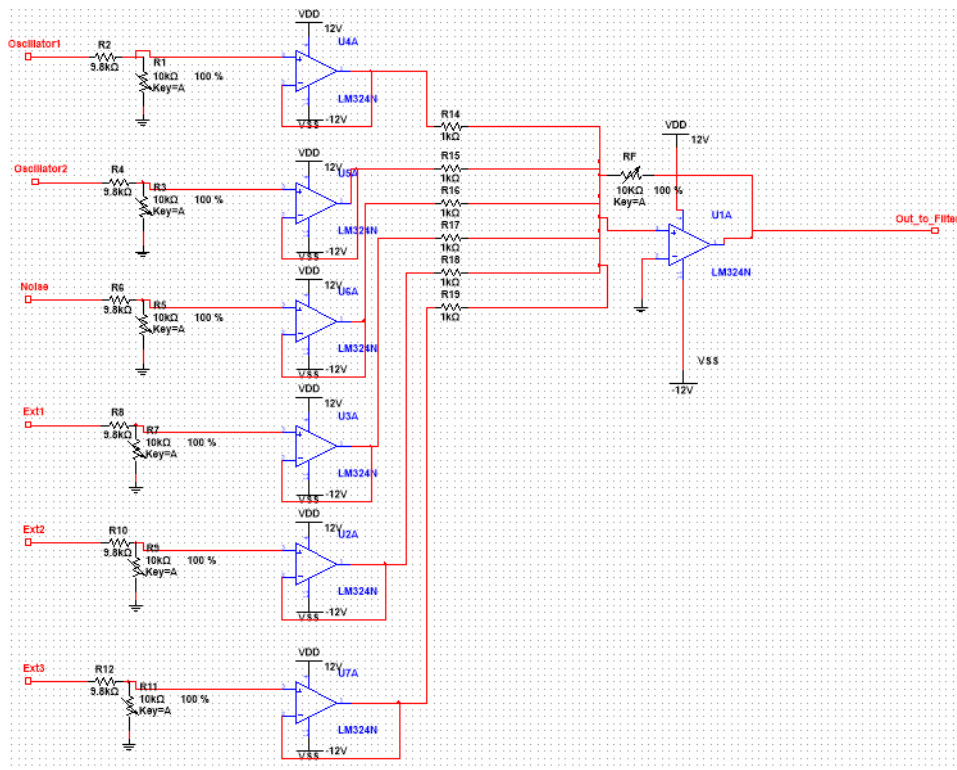 Oscillator1
R2
9.8kΩ
R1
10kΩ 100 %
Key=A
VDD
12V
U4A
LM324N
VSS
-12V
Oscillator2
R4
9.8kΩ
R3
10kΩ 100 %
Key=A
VDD
12V
U5A
LM324N
VSS
-12V
Noise
R6
9.8kΩ
R5
10kΩ 100 %
Key=A
VDD
12V
U6A
LM324N
VSS
-12V
Ext1
R8
9.8kΩ
R7
10kΩ 100 %
Key=A
VDD
12V
U3A
LM324N
VSS
-12V
Ext2
R10
9.8kΩ
R9
10kΩ 100 %
Key=A
VDD
12V
U2A
LM324N
VSS
-12V
Ext3
R12
9.8kΩ
R11
10kΩ 100 %
Key=A
VDD
12V
U7A
LM324N
VSS
-12V
R14
1kΩ
R15
1kΩ
R16
1kΩ
R17
1kΩ
R18
1kΩ
R19
1kΩ
RF
10KΩ 100 %
Key=A
VDD
12V
U1A
LM324N
VSS
-12V
Out_to_Filter